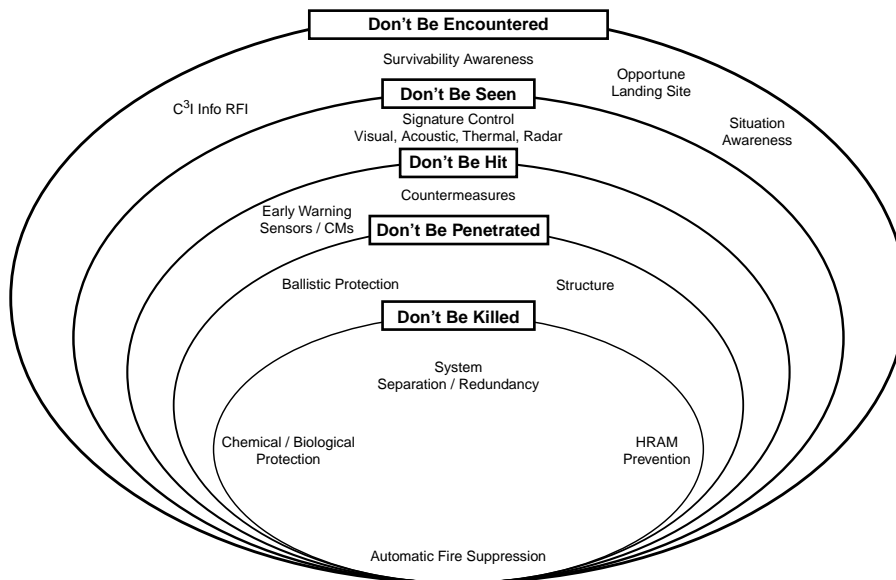 Don't Be Encountered
Survivability Awareness
Opportune
Landing Site
C³I Info RFI
Don't Be Seen
Signature Control
Visual, Acoustic, Thermal, Radar
Situation
Awareness
Don't Be Hit
Countermeasures
Early Warning
Sensors / CMs
Don't Be Penetrated
Ballistic Protection
Structure
Don't Be Killed
System
Separation / Redundancy
Chemical / Biological
Protection
HRAM
Prevention
Automatic Fire Suppression